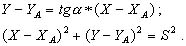 Y - Y_A = tgα * (X - X_A);
(X - X_A)² + (Y - Y_A)² = S².